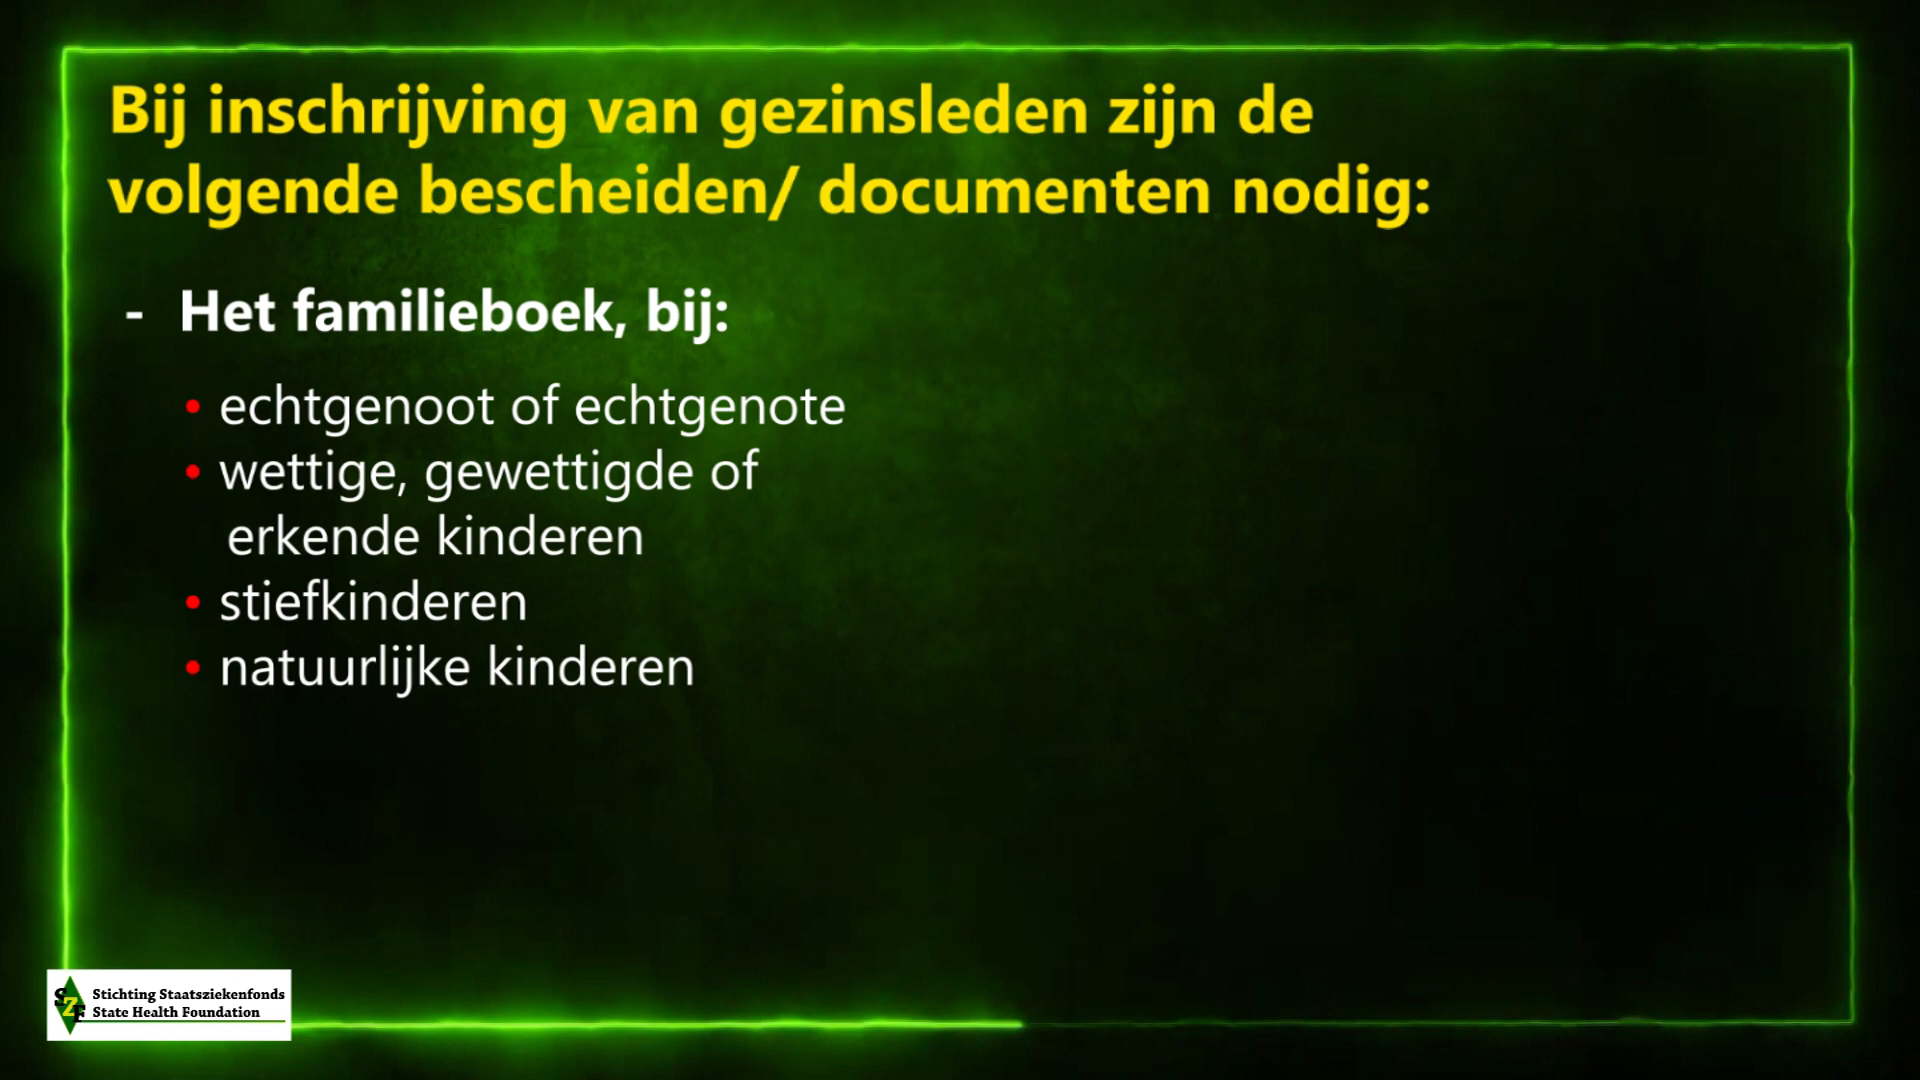 Bij inschrijving van gezinsleden zijn de
volgende bescheiden/ documenten nodig:
- Het familieboek, bij:
• echtgenoot of echtgenote
• wettige, gewettigde of
erkende kinderen
• stiefkinderen
• natuurlijke kinderen
SZF
Stichting Staatsziekenfonds
State Health Foundation